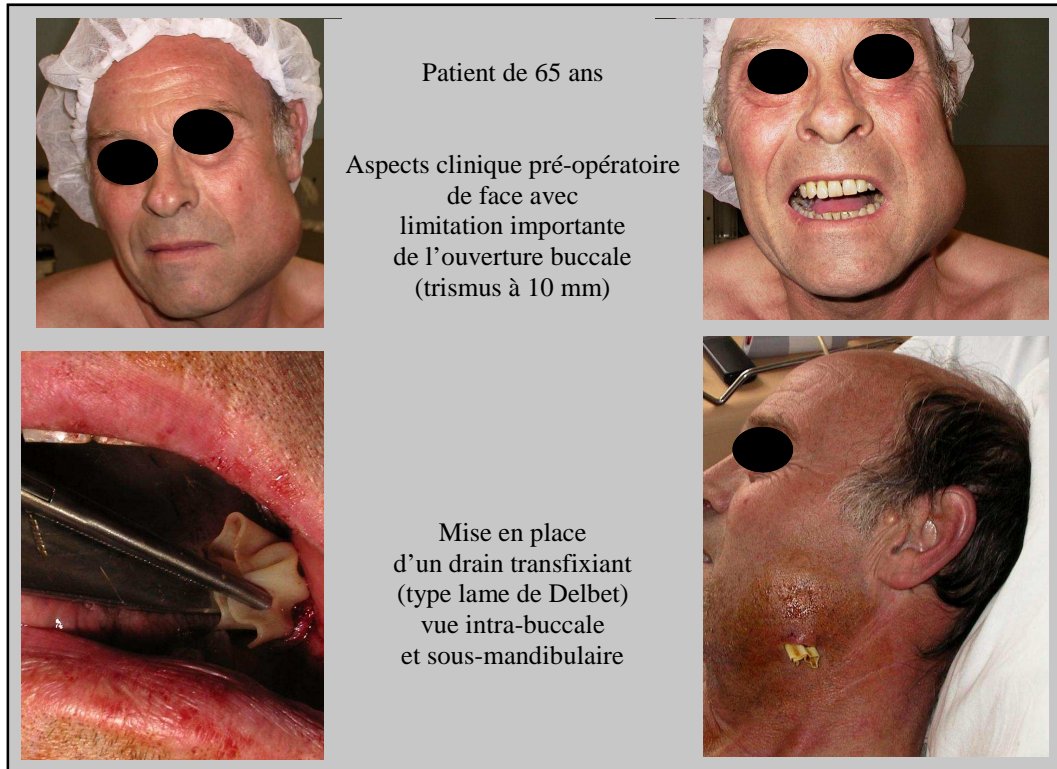 Patient de 65 ans
Aspects clinique pré-opératoire
de face avec
limitation importante
de l’ouverture buccale
(trismus à 10 mm)
Mise en place
d’un drain transfixiant
(type lame de Delbet)
vue intra-buccale
et sous-mandibulaire